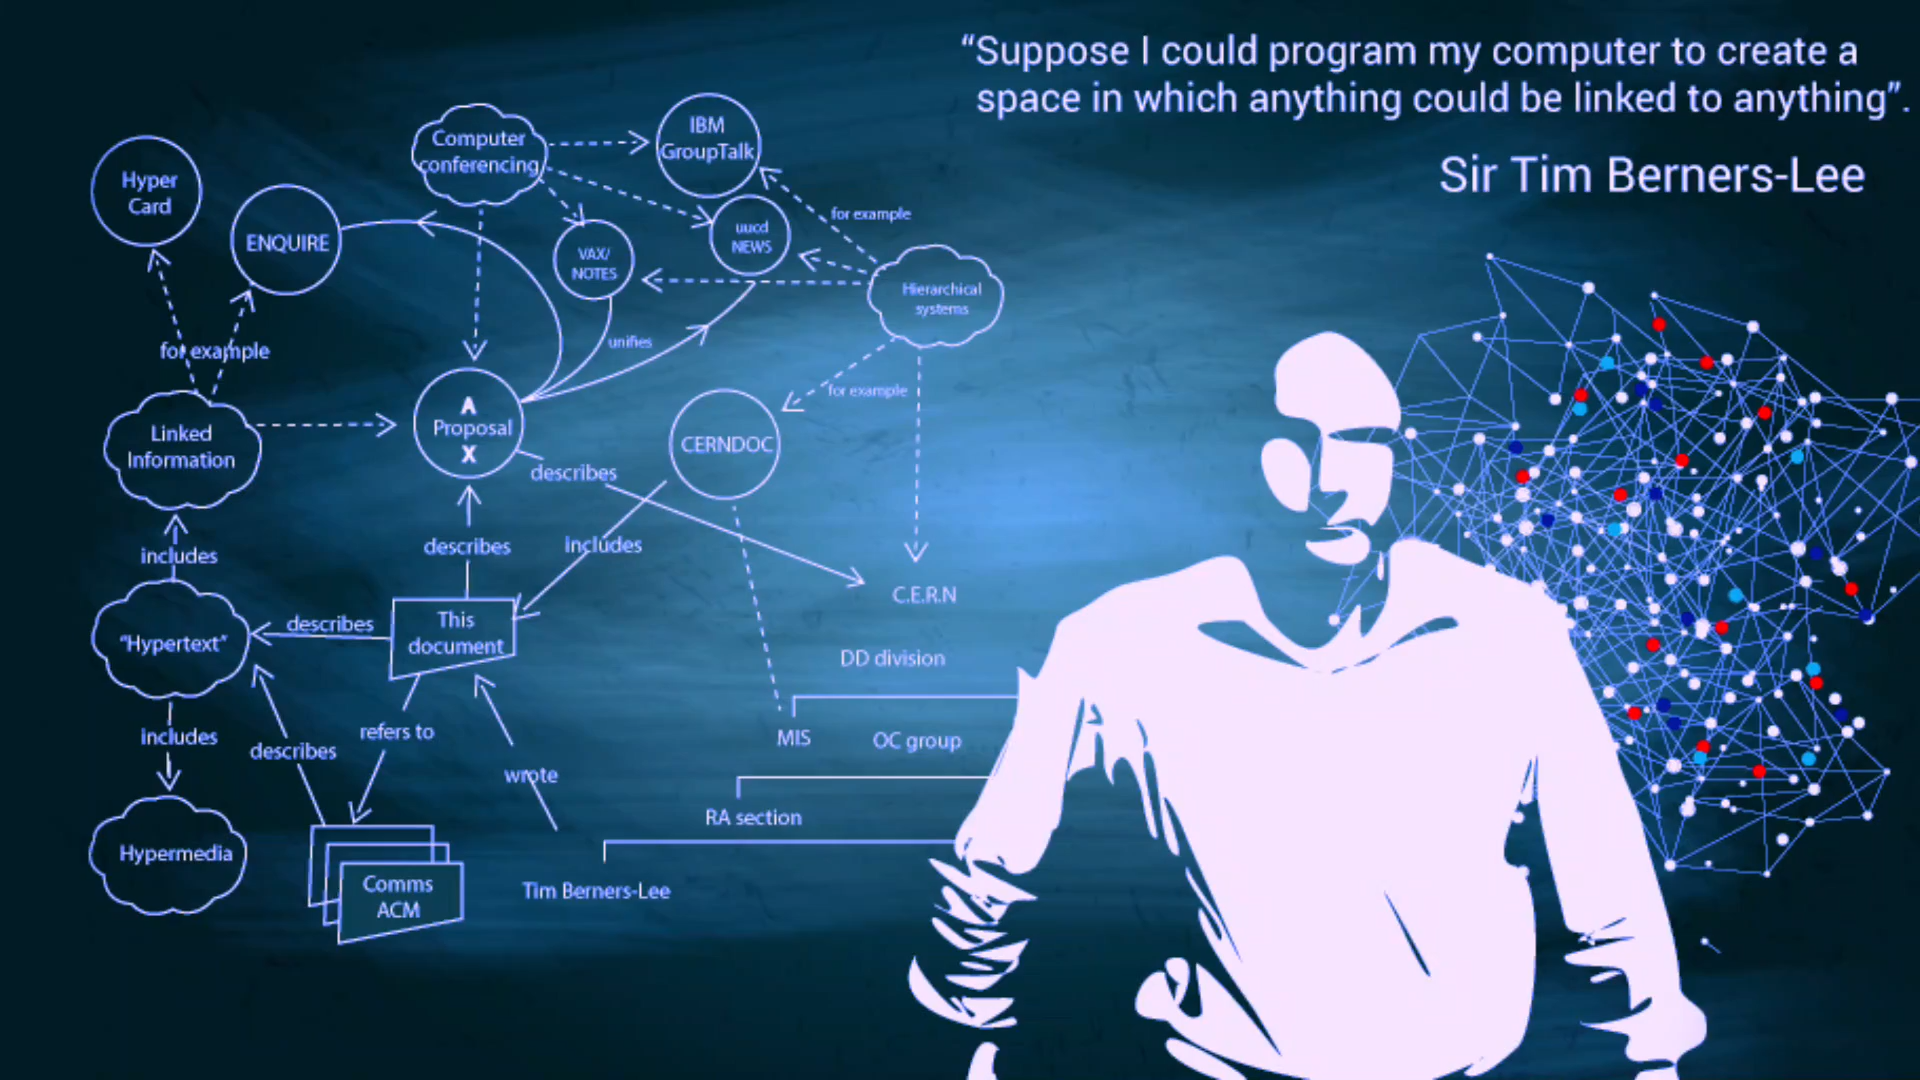 “Suppose I could program my computer to create a
space in which anything could be linked to anything”.
Sir Tim Berners-Lee
Computer
conferencing
IBM
GroupTalk
Hyper
Card
ENQUIRE
VAX/
NOTES
uucd
NEWS
for example
Hierarchical
systems
for example
unifies
for example
Linked
Information
A
Proposal
X
CERNDOC
describes
includes
describes
includes
C.E.R.N
"Hypertext"
describes
This
document
DD division
includes
describes
refers to
wrote
MIS
OC group
RA section
Hypermedia
Comms
ACM
Tim Berners-Lee